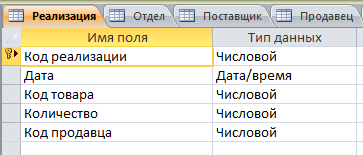 Реализация Отдел Поставщик Продавец
Имя поля Тип данных
Код реализации Числовой
Дата Дата/время
Код товара Числовой
Количество Числовой
Код продавца Числовой